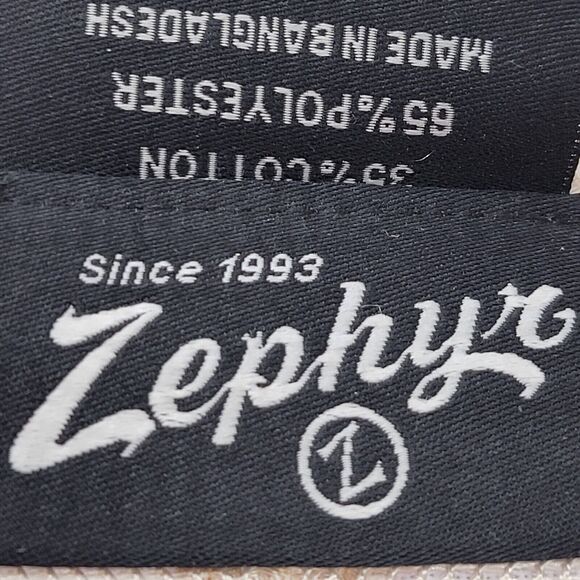 MADE IN BANGLADESH
65%POLYESTER
35%COTTON
Since 1993
Zephyr
Z